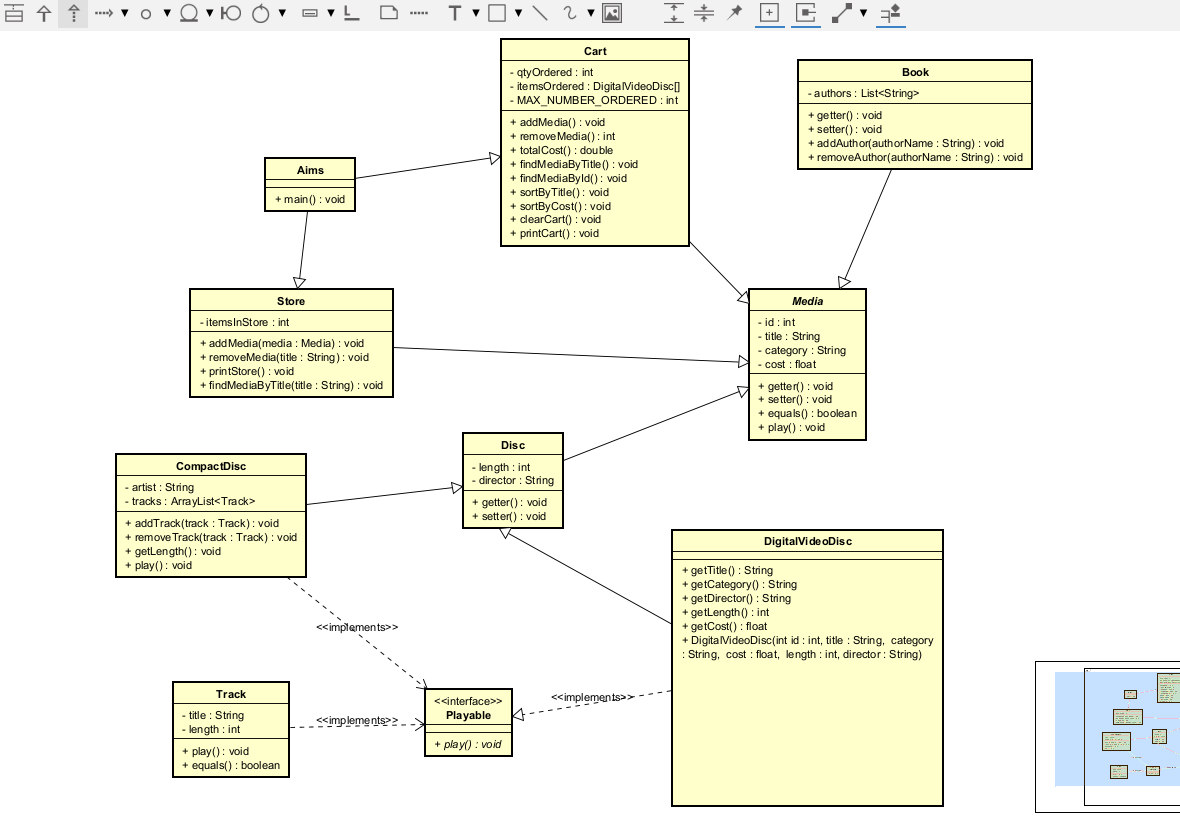 T
Cart
- qtyOrdered : int
- itemsOrdered : DigitalVideoDisc[]
- MAX_NUMBER_ORDERED : int
+ addMedia() : void
+ removeMedia() : int
+ totalCost() : double
+ findMediaByTitle() : void
+ findMediaById() : void
+ sortByTitle() : void
+ sortByCost() : void
+ clearCart() : void
+ printCart() : void
Book
- authors : List<String>
+ getter() : void
+ setter() : void
+ addAuthor(authorName : String) : void
+ removeAuthor(authorName : String) : void
Aims
+ main() : void
Store
- itemsInStore : int
+ addMedia(media : Media) : void
+ removeMedia(title : String) : void
+ printStore() : void
+ findMediaByTitle(title : String) : void
Media
- id : int
- title : String
- category : String
- cost : float
+ getter() : void
+ setter() : void
+ equals() : boolean
+ play() : void
Disc
- length : int
- director : String
+ getter() : void
+ setter() : void
CompactDisc
- artist : String
- tracks : ArrayList<Track>
+ addTrack(track : Track) : void
+ removeTrack(track : Track) : void
+ getLength() : void
+ play() : void
DigitalVideoDisc
+ getTitle() : String
+ getCategory() : String
+ getDirector() : String
+ getLength() : int
+ getCost() : float
+ DigitalVideoDisc(int id : int, title : String, category
: String, cost : float, length : int, director : String)
<<implements>>
Track
- title : String
- length : int
+ play() : void
+ equals() : boolean
<<implements>>
<<interface>>
Playable
+ play() : void
<<implements>>